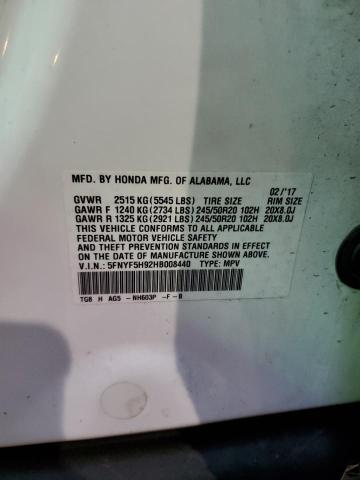 MFD. BY HONDA MFG. OF ALABAMA, LLC 02/'17
GVWR 2515 KG (5545 LBS) TIRE SIZE RIM SIZE
GAWR F 1240 KG (2734 LBS) 245/50R20 102H 20X8.0J
GAWR R 1325 KG (2921 LBS) 245/50R20 102H 20X8.0J
THIS VEHICLE CONFORMS TO ALL APPLICABLE
FEDERAL MOTOR VEHICLE SAFETY, BUMPER,
AND THEFT PREVENTION STANDARDS IN EFFECT
ON THE DATE OF MANUFACTURE SHOWN ABOVE.
V.I.N.: 5FNYF5H92HB008440 TYPE: MPV
TG8 H AG5 -NH603P -F -B